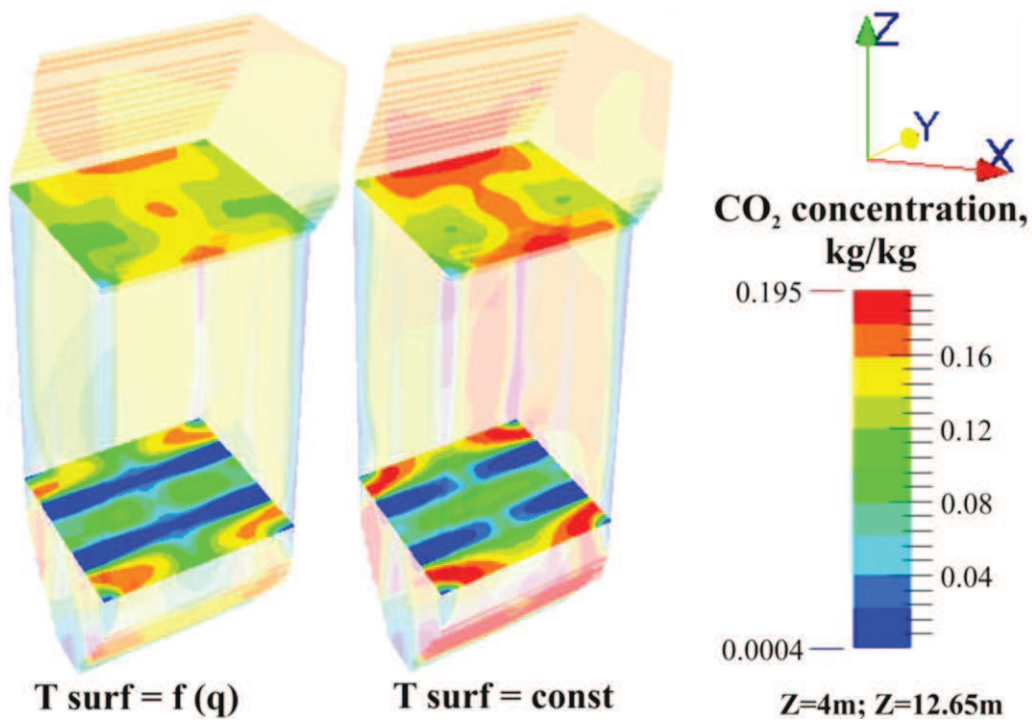 Z
Y
X
CO₂ concentration,
kg/kg
0.195
0.16
0.12
0.08
0.04
0.0004
T surf = f (q)
T surf = const
Z=4m; Z=12.65m